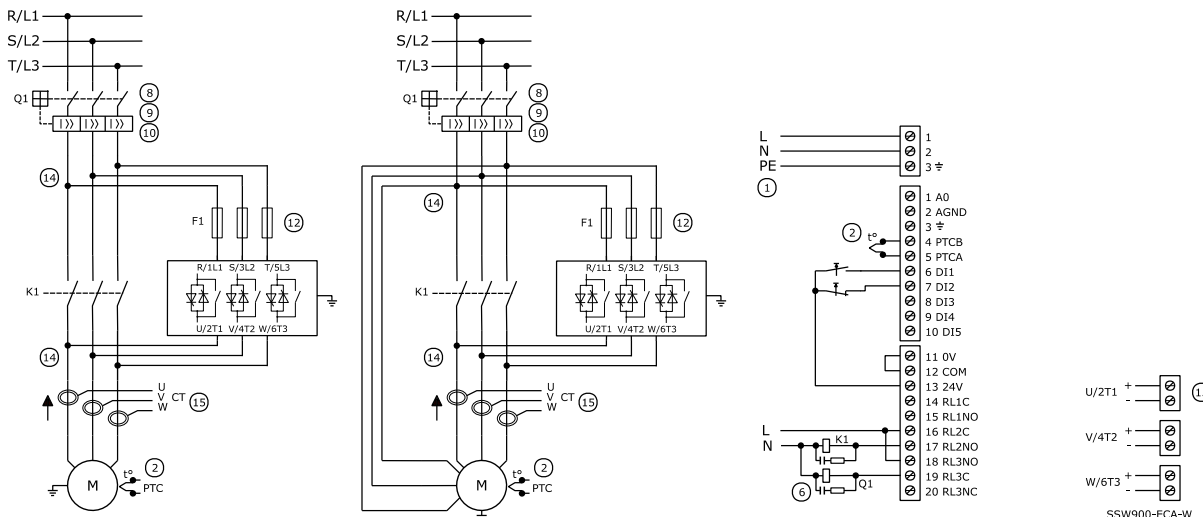 R/L1
S/L2
T/L3
Q1
8
9
10
I >>
I >>
I >>
14
F1
12
R/1L1 S/3L2 T/5L3
K1
U/2T1 V/4T2 W/6T3
14
U
V CT
W
15
M
t°
2
PTC
R/L1
S/L2
T/L3
Q1
8
9
10
I >>
I >>
I >>
14
F1
12
R/1L1 S/3L2 T/5L3
K1
U/2T1 V/4T2 W/6T3
14
U
V CT
W
15
M
t°
2
PTC
L
N
PE
1
1
2
3
2
t°
1 A0
2 AGND
3
4 PTCB
5 PTCA
6 DI1
7 DI2
8 DI3
9 DI4
10 DI5
11 0V
12 COM
13 24V
14 RL1C
15 RL1NO
16 RL2C
17 RL2NO
18 RL3NO
19 RL3C
20 RL3NC
L
N
K1
6
Q1
U/2T1 + -
V/4T2 + -
W/6T3 + -
SSW900-ECA-W